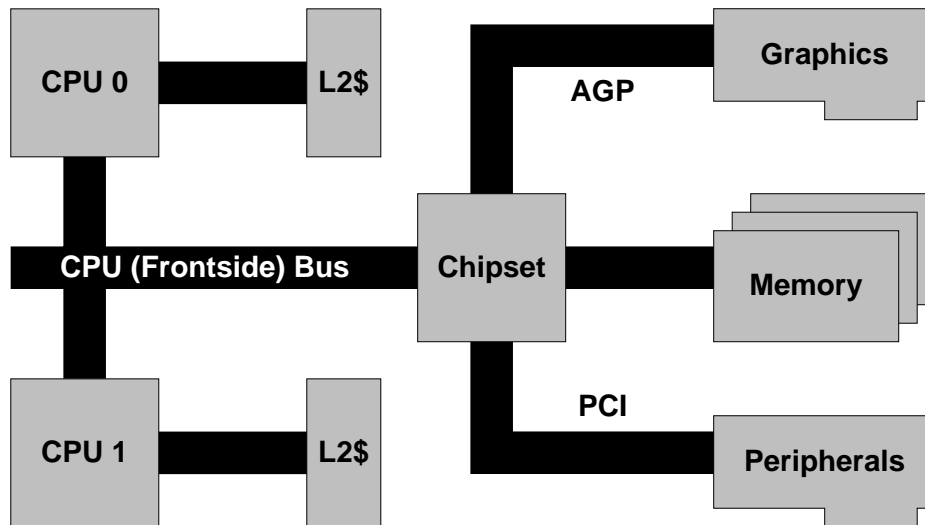 CPU 0
L2$
Graphics
AGP
CPU (Frontside) Bus
Chipset
Memory
PCI
CPU 1
L2$
Peripherals